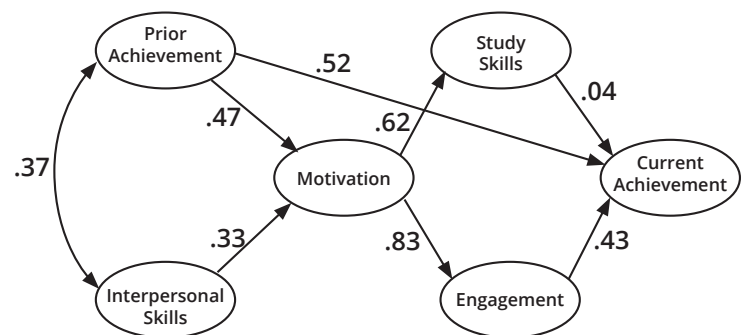 Prior
Achievement
Study
Skills
.52
.04
.47
.62
.37
Motivation
Current
Achievement
.33
.83
.43
Interpersonal
Skills
Engagement